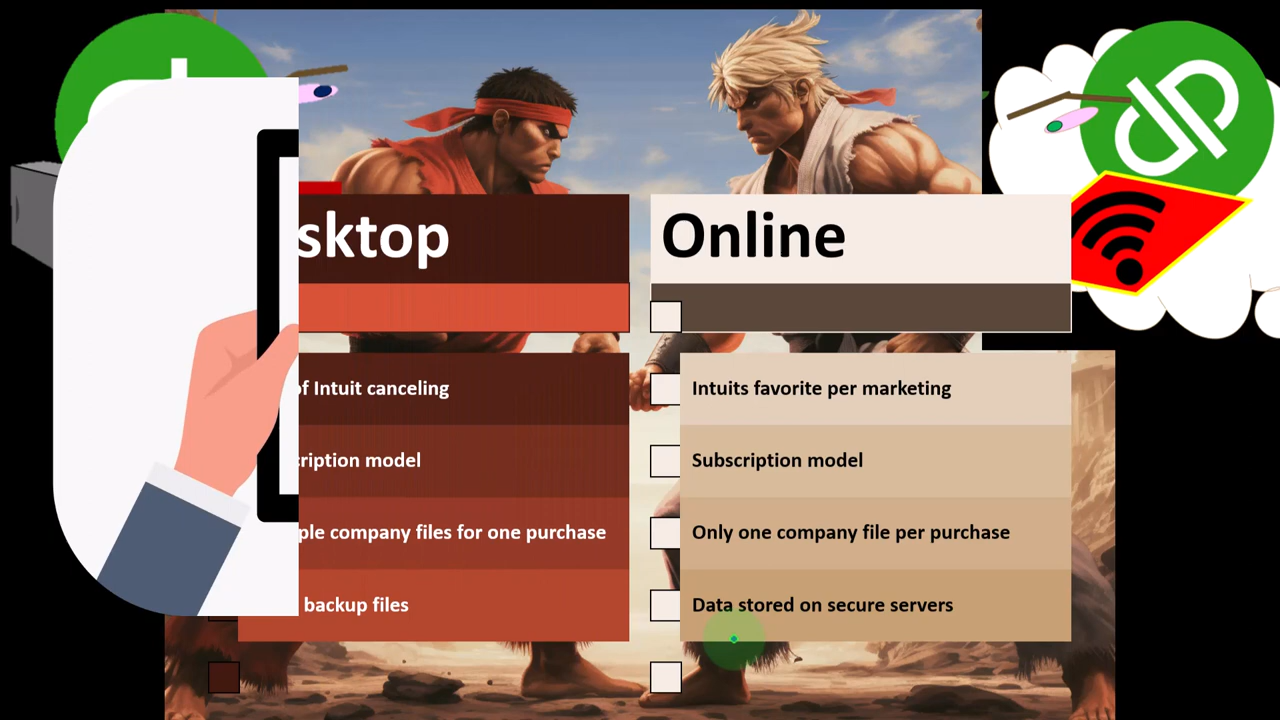 sktop
Online
of Intuit canceling
Intuits favorite per marketing
cription model
Subscription model
ple company files for one purchase
Only one company file per purchase
backup files
Data stored on secure servers